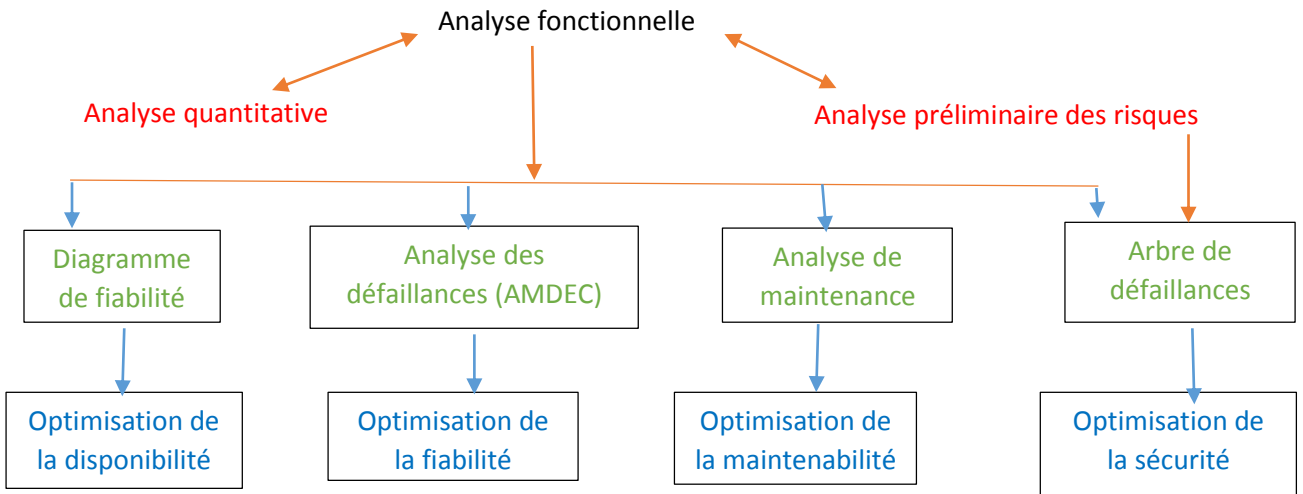 Analyse fonctionnelle
Analyse quantitative
Analyse préliminaire des risques
Diagramme
de fiabilité
Analyse des
défaillances (AMDEC)
Analyse de
maintenance
Arbre de
défaillances
Optimisation de
la disponibilité
Optimisation de
la fiabilité
Optimisation de
la maintenabilité
Optimisation de
la sécurité